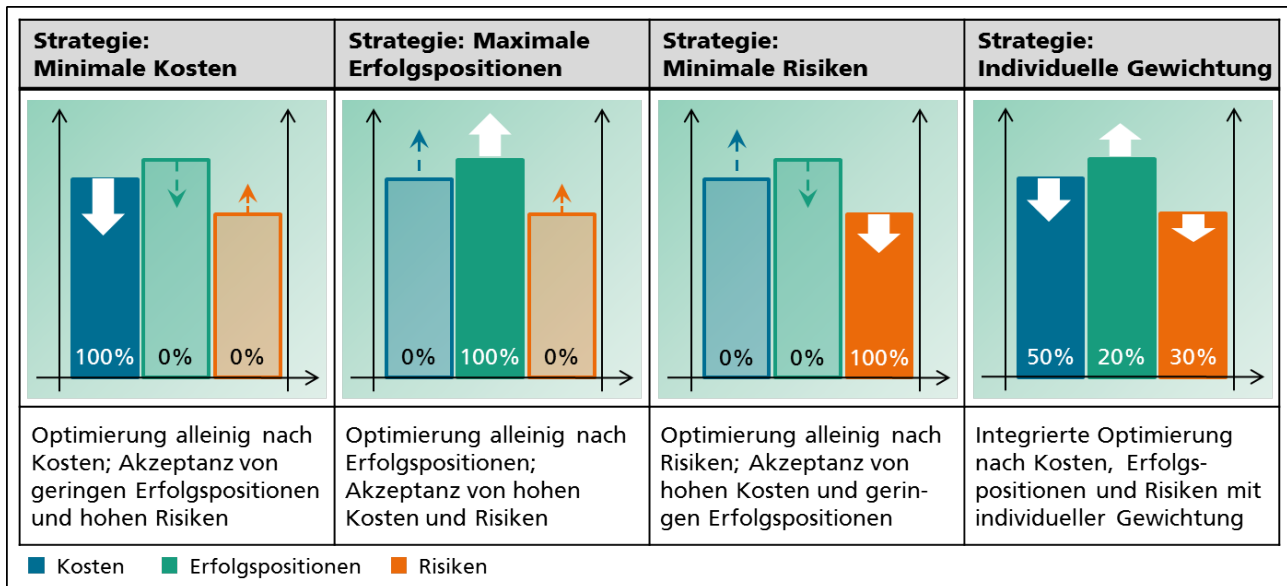 Strategie:
Minimale Kosten
Strategie: Maximale
Erfolgspositionen
Strategie:
Minimale Risiken
Strategie:
Individuelle Gewichtung
100% 0% 0%
0% 100% 0%
0% 0% 100%
50% 20% 30%
Optimierung alleinig nach
Kosten; Akzeptanz von
geringen Erfolgspositionen
und hohen Risiken
Optimierung alleinig nach
Erfolgspositionen;
Akzeptanz von hohen
Kosten und Risiken
Optimierung alleinig nach
Risiken; Akzeptanz von
hohen Kosten und gerin-
gen Erfolgspositionen
Integrierte Optimierung
nach Kosten, Erfolgs-
positionen und Risiken mit
individueller Gewichtung
Kosten Erfolgspositionen Risiken